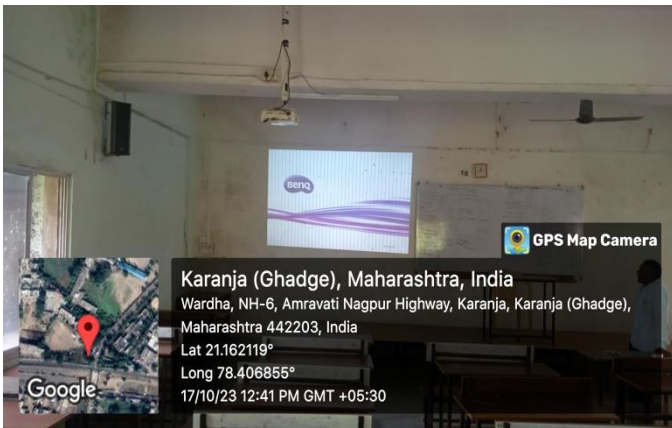 BenQ
GPS Map Camera
Karanja (Ghadge), Maharashtra, India
Wardha, NH-6, Amravati Nagpur Highway, Karanja, Karanja (Ghadge),
Maharashtra 442203, India
Lat 21.162119°
Long 78.406855°
17/10/23 12:41 PM GMT +05:30
Google